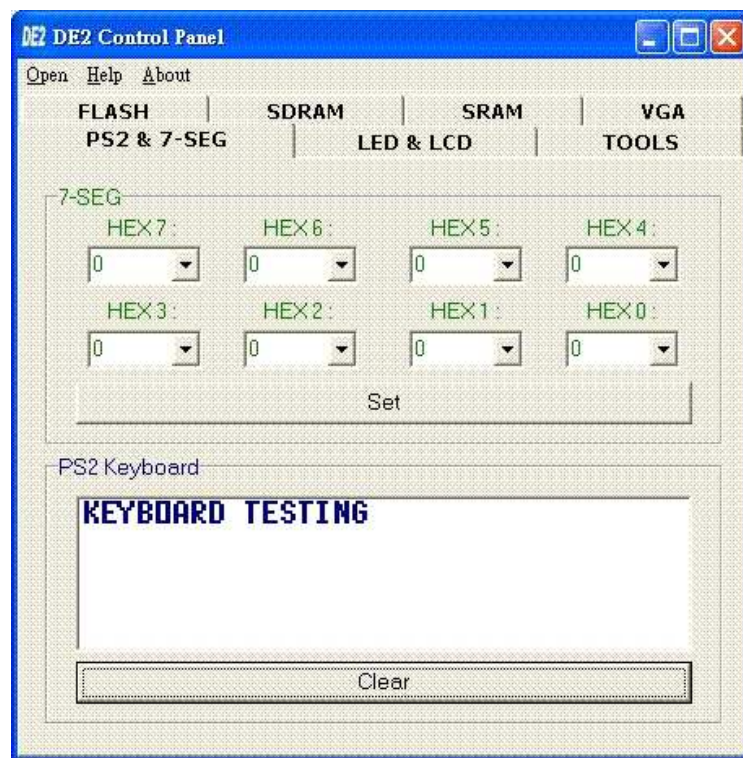 DE2 DE2 Control Panel
Open Help About
FLASH SDRAM SRAM VGA
PS2 & 7-SEG LED & LCD TOOLS
7-SEG
HEX7: HEX6: HEX5: HEX4:
0 0 0 0
HEX3: HEX2: HEX1: HEX0:
0 0 0 0
Set
PS2 Keyboard
KEYBOARD TESTING
Clear